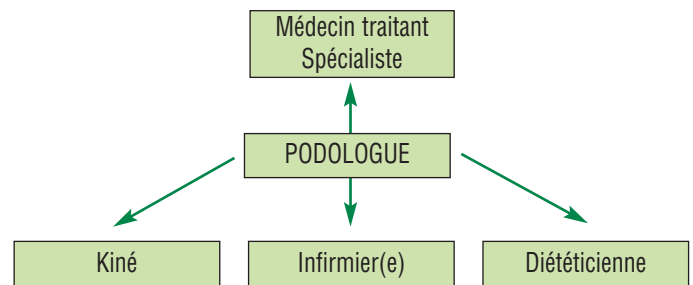 Médecin traitant
Spécialiste
PODOLOGUE
Kiné
Infirmier(e)
Diététicienne